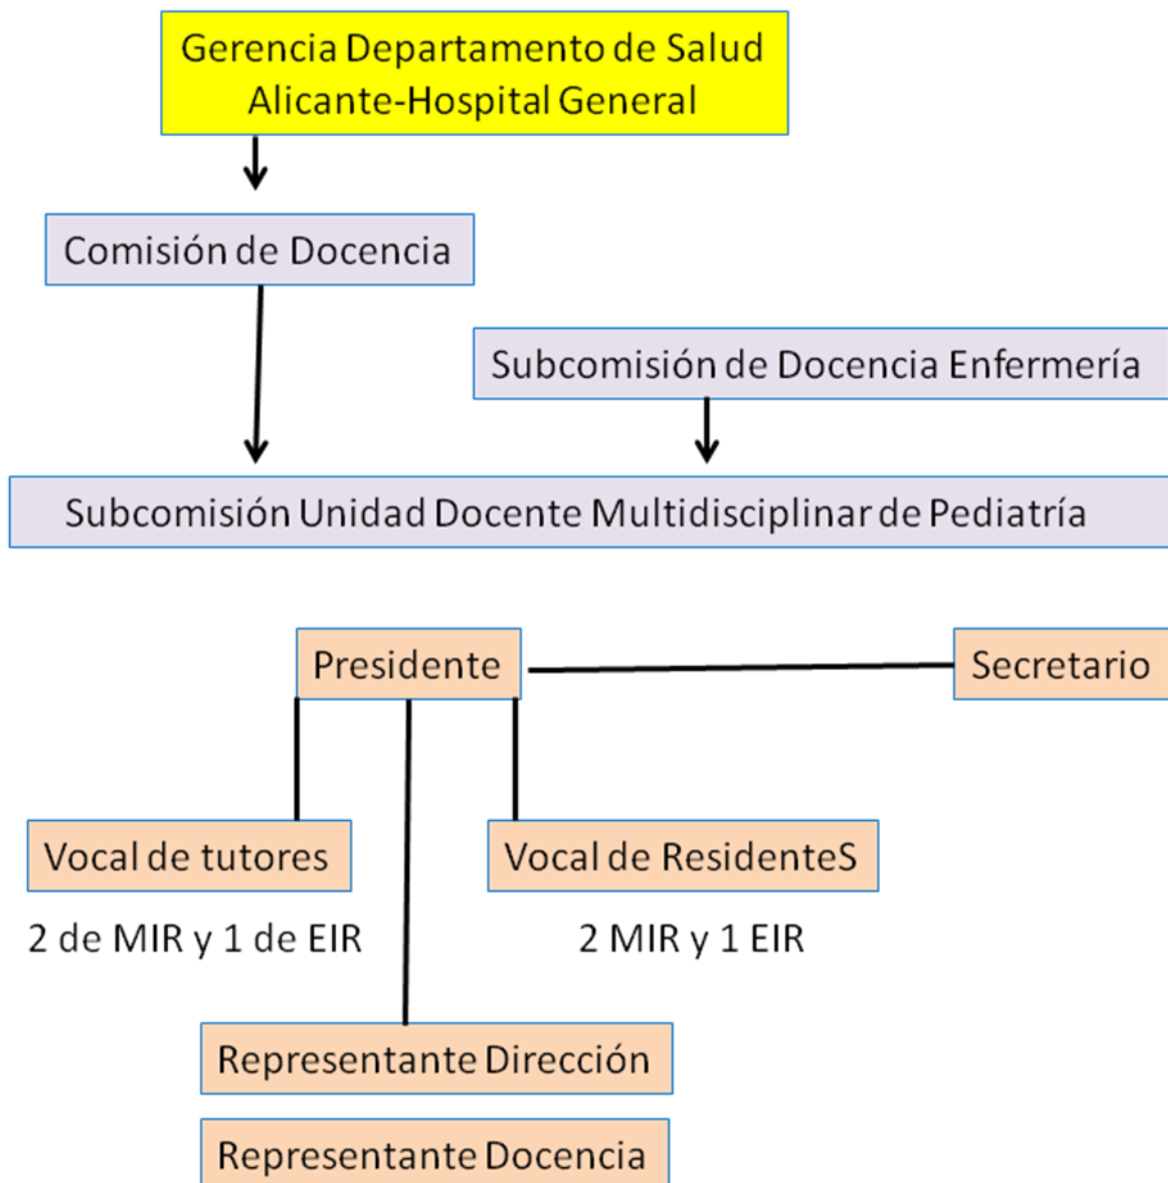 Gerencia Departamento de Salud
Alicante-Hospital General
Comisión de Docencia
Subcomisión de Docencia Enfermería
Subcomisión Unidad Docente Multidisciplinar de Pediatría
Presidente
Secretario
Vocal de tutores
Vocal de ResidenteS
2 de MIR y 1 de EIR
2 MIR y 1 EIR
Representante Dirección
Representante Docencia